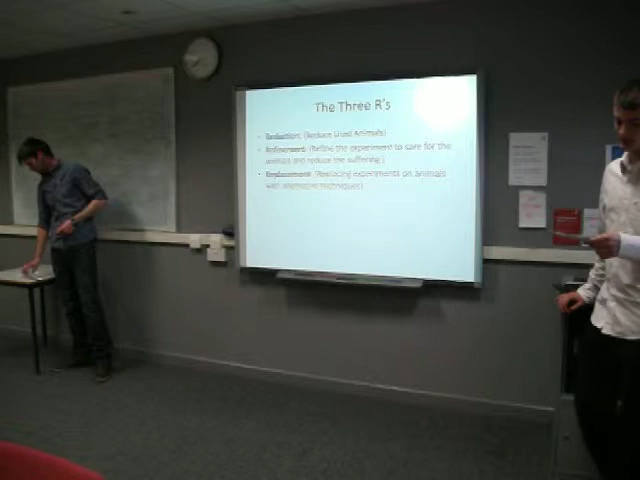 The Three R's
• Reduction: (Reduce Used Animals)
• Refinement: (Refine the experiment to care for the
animals and reduce the suffering)
• Replacement: (Replacing experiments on animals
with alternative techniques)